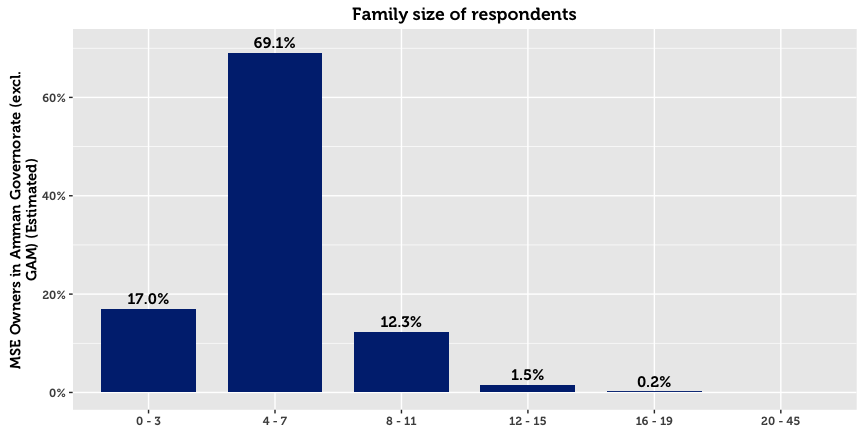 Family size of respondents
MSE Owners in Amman Governorate (excl.
GAM) (Estimated)
60%
40%
20%
0%
17.0%
69.1%
12.3%
1.5%
0.2%
0 - 3
4 - 7
8 - 11
12 - 15
16 - 19
20 - 45